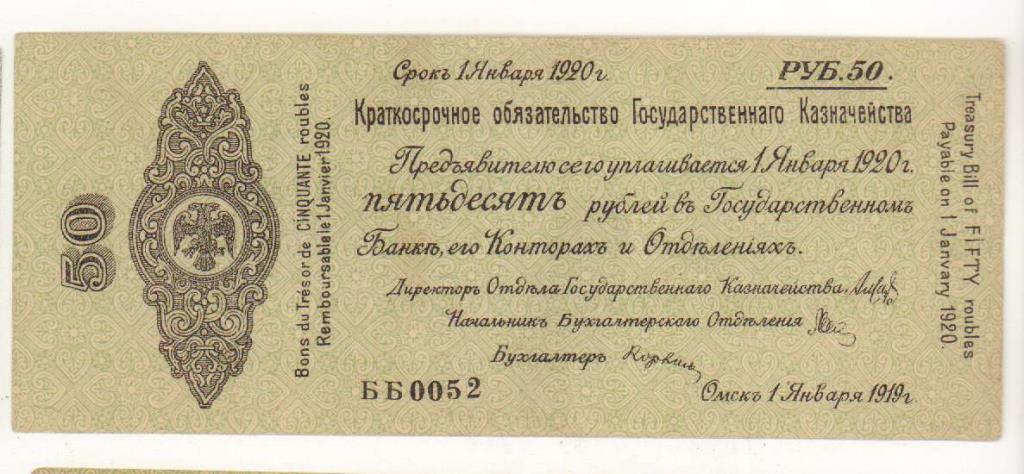 50
Bons du Trésor de CiNQUANTE roubles
Remboursable le 1 Janvier 1920.
Срокъ 1 Января 1920 г.
РУБ. 50.
Краткосрочное обязательство Государственнаго Казначейства
Предъявителю сего уплачивается 1 Января 1920 г.
пятьдесятъ рублей въ Государственномъ
Банкѣ, его Конторахъ и Отдѣленіяхъ.
Директоръ Отдѣла Государственнаго Казначейства
Начальникъ Бухгалтерскаго Отдѣленія
Бухгалтеръ
ББ0052
Омскъ 1 Января 1919 г.
Treasury Bill of FiFTY roubles
Payable on 1 Janvary 1920.